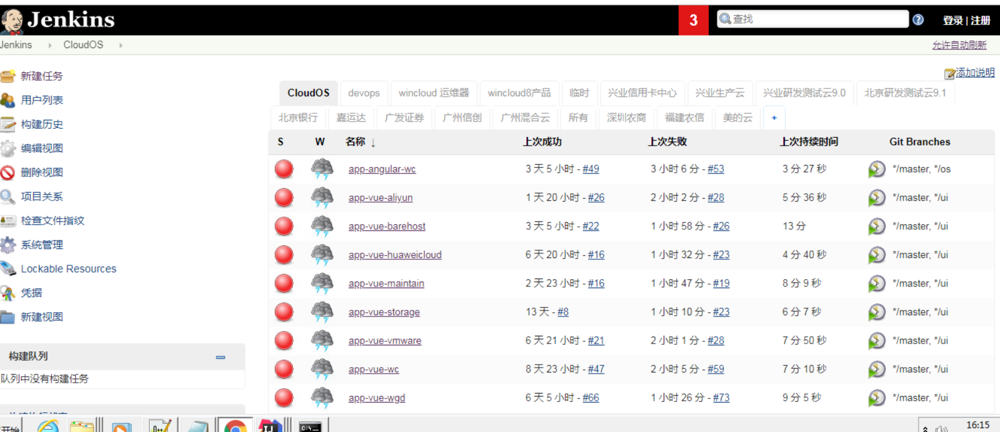 Jenkins
3 查找 登录 | 注册
Jenkins CloudOS 允许自动刷新
添加说明
新建任务
用户列表
构建历史
编辑视图
删除视图
项目关系
检查文件指纹
系统管理
Lockable Resources
凭据
新建视图
构建队列
队列中没有构建任务
CloudOS devops wincloud 运维器 wincloud8产品 临时 兴业信用卡中心 兴业生产云 兴业研发测试云9.0 北京研发测试云9.1
北京银行 嘉运达 广发证券 广州信创 广州混合云 所有 深圳农商 福建农信 美的云 +
S W 名称 ↓ 上次成功 上次失败 上次持续时间 Git Branches
app-angular-wc 3 天 5 小时 - #49 3 小时 6 分 - #53 3 分 27 秒 */master, */os
app-vue-aliyun 1 天 20 小时 - #26 2 小时 2 分 - #28 5 分 36 秒 */master, */ui
app-vue-barehost 3 天 5 小时 - #22 1 小时 58 分 - #26 13 分 */master, */ui
app-vue-huaweicloud 6 天 20 小时 - #16 1 小时 32 分 - #23 4 分 40 秒 */master, */ui
app-vue-maintain 2 天 23 小时 - #16 1 小时 47 分 - #19 8 分 9 秒 */master, */ui
app-vue-storage 13 天 - #8 1 小时 10 分 - #23 6 分 7 秒 */master, */ui
app-vue-vmware 6 天 21 小时 - #21 2 小时 1 分 - #28 7 分 50 秒 */master, */ui
app-vue-wc 8 天 23 小时 - #47 2 小时 5 分 - #59 7 分 10 秒 */master, */ui
app-vue-wgd 6 天 5 小时 - #66 1 小时 26 分 - #73 9 分 5 秒 */master, */ui
开始 16:15